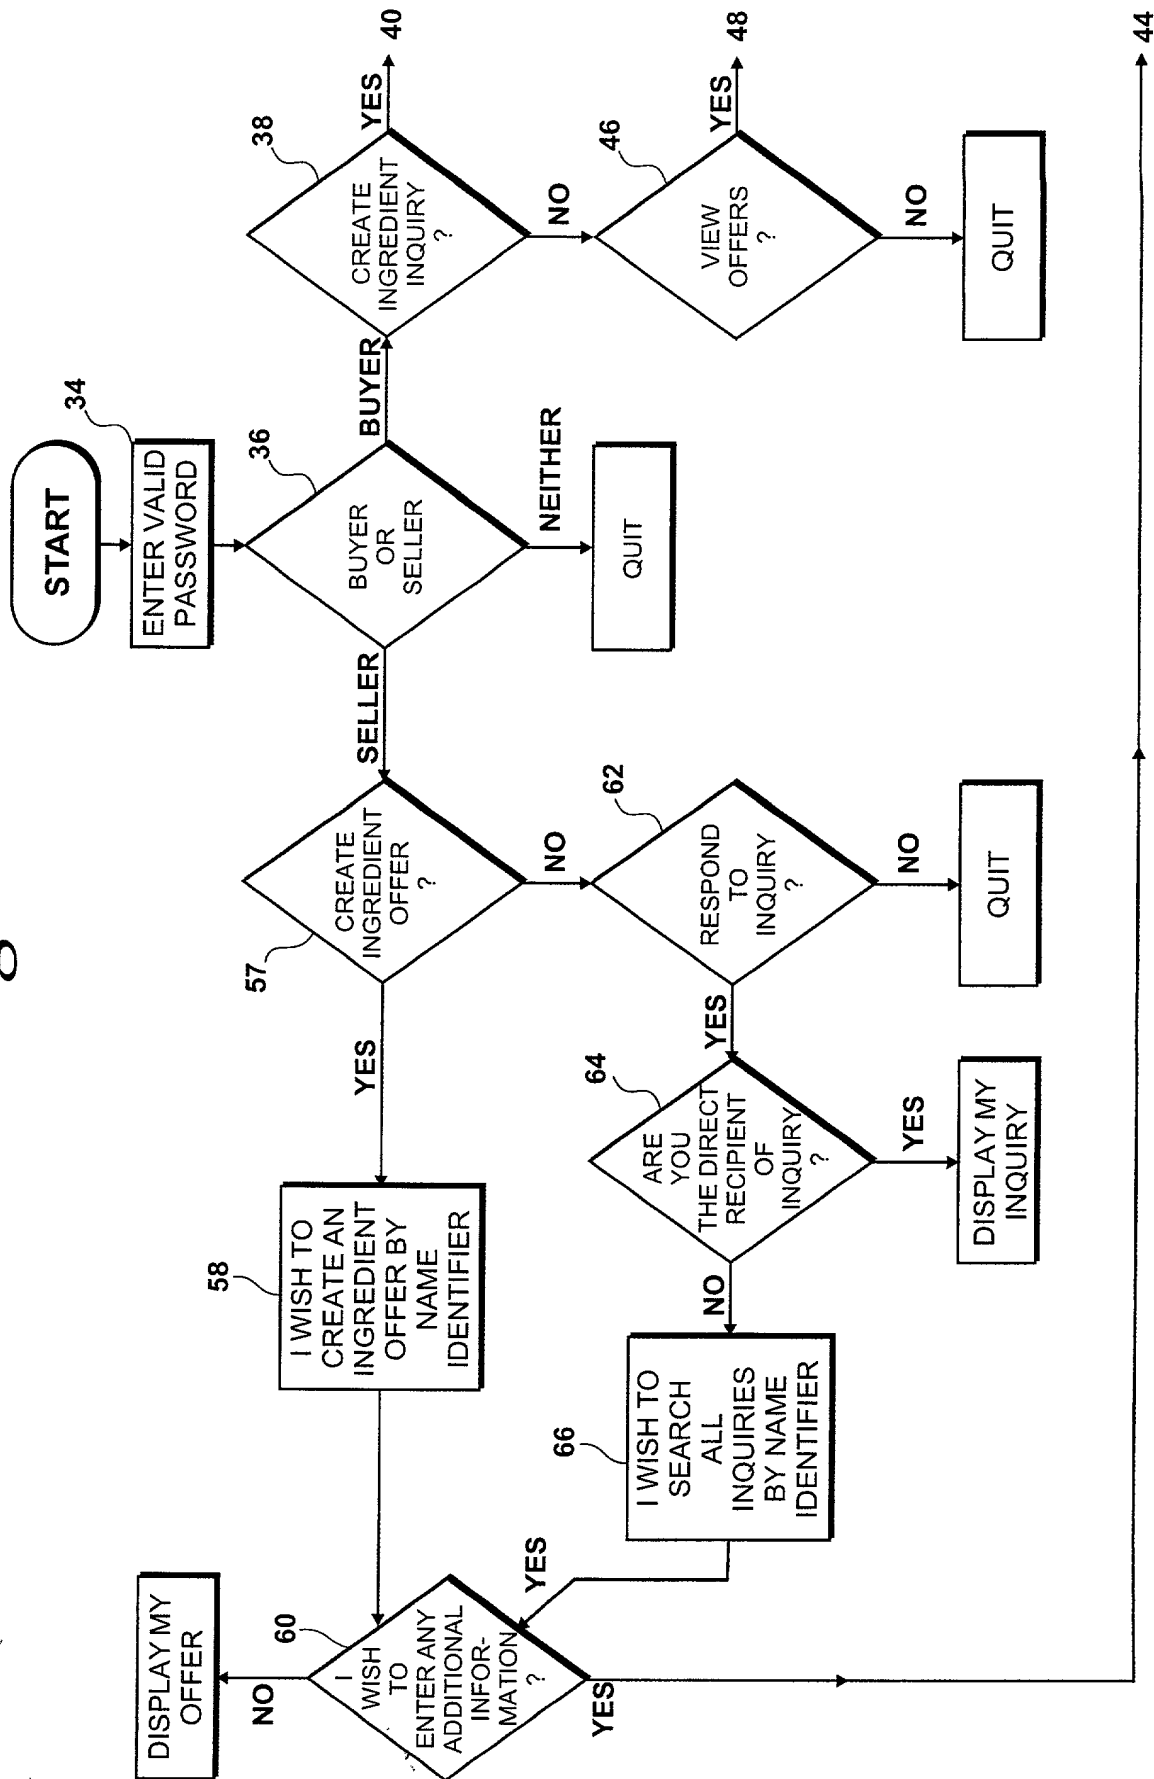 START
34
ENTER VALID
PASSWORD
36
BUYER
OR
SELLER
BUYER
SELLER
NEITHER
QUIT
38
CREATE
INGREDIENT
INQUIRY
?
YES
40
NO
46
VIEW
OFFERS
?
YES
48
NO
QUIT
57
CREATE
INGREDIENT
OFFER
?
YES
NO
62
RESPOND
TO
INQUIRY
?
YES
NO
QUIT
64
ARE
YOU
THE DIRECT
RECIPIENT
OF
INQUIRY
?
YES
DISPLAY MY
INQUIRY
NO
66
I WISH TO
SEARCH
ALL
INQUIRIES
BY NAME
IDENTIFIER
YES
58
I WISH TO
CREATE AN
INGREDIENT
OFFER BY
NAME
IDENTIFIER
60
I
WISH
TO
ENTER ANY
ADDITIONAL
INFOR-
MATION
?
NO
DISPLAY MY
OFFER
YES
44